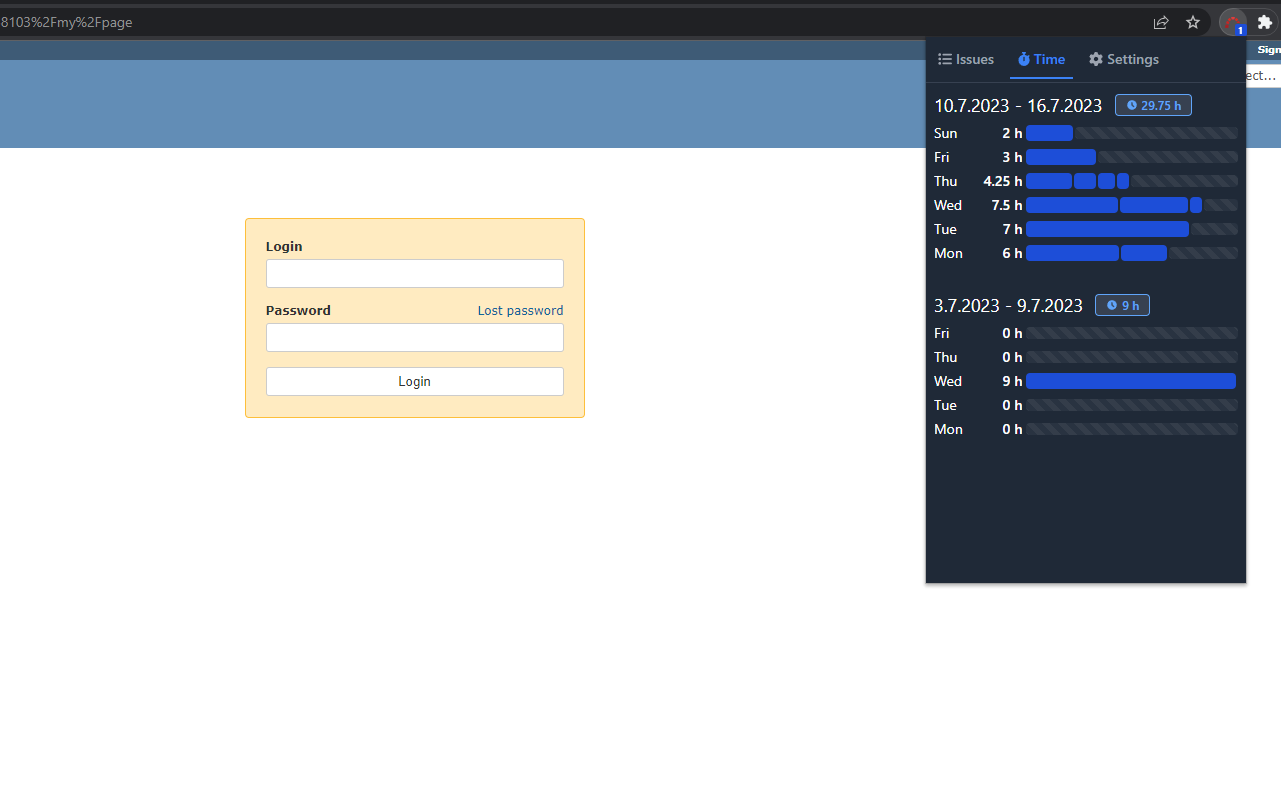 8103%2Fmy%2Fpage
1
Sign
ect...
Issues Time Settings
10.7.2023 - 16.7.2023 29.75 h
Sun 2 h
Fri 3 h
Thu 4.25 h
Wed 7.5 h
Tue 7 h
Mon 6 h
3.7.2023 - 9.7.2023 9 h
Fri 0 h
Thu 0 h
Wed 9 h
Tue 0 h
Mon 0 h
Login
Password Lost password
Login